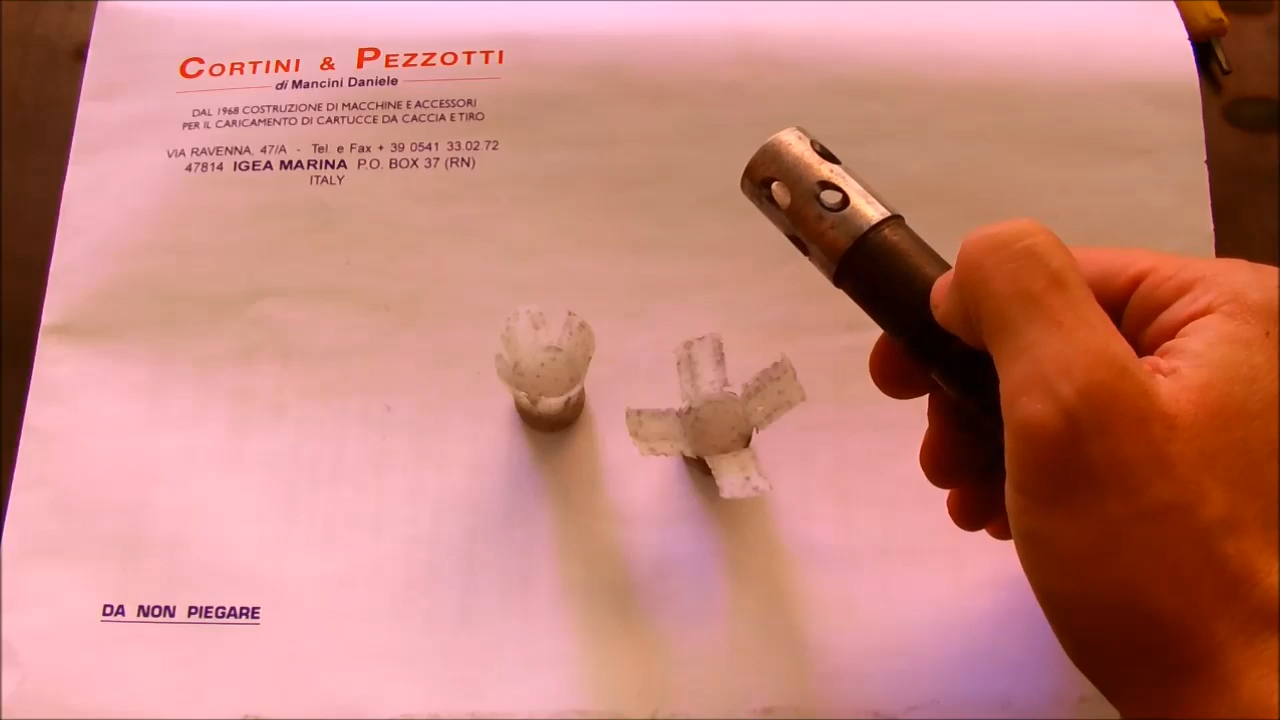 CORTINI & PEZZOTTI
di Mancini Daniele
DAL 1968 COSTRUZIONE DI MACCHINE E ACCESSORI
PER IL CARICAMENTO DI CARTUCCE DA CACCIA E TIRO
VIA RAVENNA, 47/A - Tel. e Fax + 39 0541 33.02.72
47814 IGEA MARINA P.O. BOX 37 (RN)
ITALY
DA NON PIEGARE